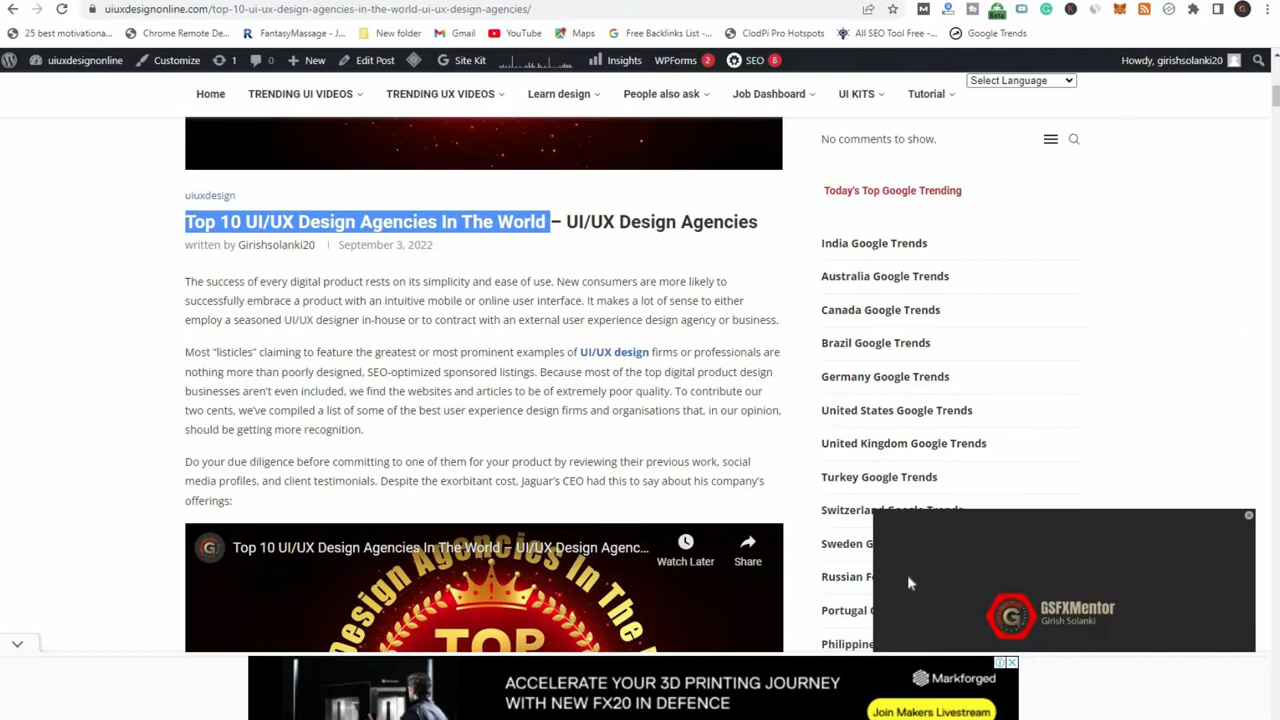 uiuxdesignonline.com/top-10-ui-ux-design-agencies-in-the-world-ui-ux-design-agencies/
25 best motivationa... Chrome Remote De... FantasyMassage - J... New folder Gmail YouTube Maps Free Backlinks List-... ClodPi Pro Hotspots All SEO Tool Free -... Google Trends
uiuxdesignonline Customize 1 0 New Edit Post Site Kit Insights WPForms 2 SEO 8 Howdy, girishsolanki20
Select Language
Home TRENDING UI VIDEOS TRENDING UX VIDEOS Learn design People also ask Job Dashboard UI KITS Tutorial
No comments to show.
Today's Top Google Trending
India Google Trends
Australia Google Trends
Canada Google Trends
Brazil Google Trends
Germany Google Trends
United States Google Trends
United Kingdom Google Trends
Turkey Google Trends
Switzerland Google Trends
Sweden G
Russian F
Portugal
Philippine
uiuxdesign
Top 10 UI/UX Design Agencies In The World – UI/UX Design Agencies
written by Girishsolanki20 | September 3, 2022
The success of every digital product rests on its simplicity and ease of use. New consumers are more likely to
successfully embrace a product with an intuitive mobile or online user interface. It makes a lot of sense to either
employ a seasoned UI/UX designer in-house or to contract with an external user experience design agency or business.
Most “listicles” claiming to feature the greatest or most prominent examples of UI/UX design firms or professionals are
nothing more than poorly designed, SEO-optimized sponsored listings. Because most of the top digital product design
businesses aren’t even included, we find the websites and articles to be of extremely poor quality. To contribute our
two cents, we’ve compiled a list of some of the best user experience design firms and organisations that, in our opinion,
should be getting more recognition.
Do your due diligence before committing to one of them for your product by reviewing their previous work, social
media profiles, and client testimonials. Despite the exorbitant cost, Jaguar’s CEO had this to say about his company’s
offerings:
Top 10 UI/UX Design Agencies In The World – UI/UX Design Agenc...
Watch Later Share
Design Agencies In The
TOP
GSFXMentor
Girish Solanki
ACCELERATE YOUR 3D PRINTING JOURNEY
WITH NEW FX20 IN DEFENCE
Markforged
Join Makers Livestream